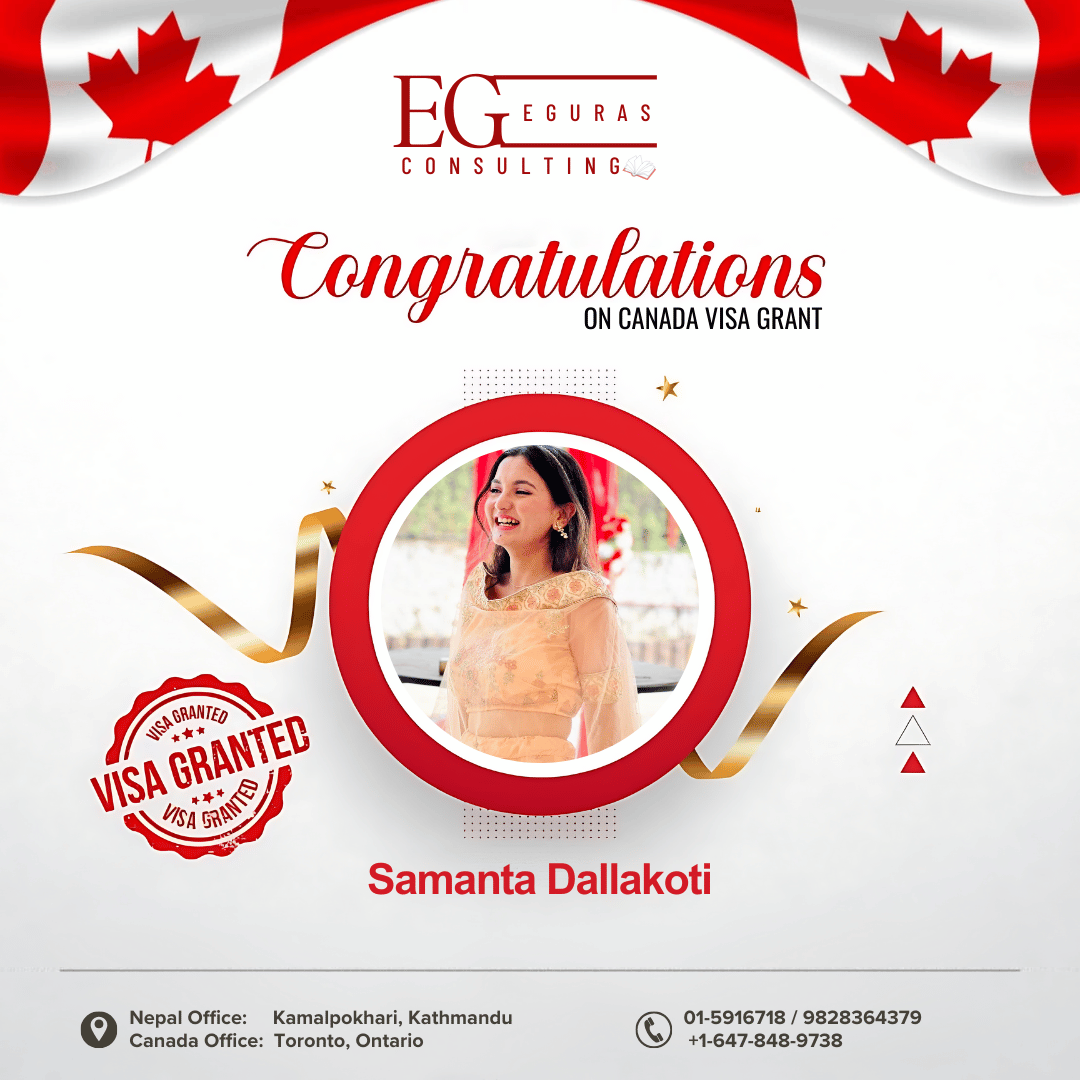 EG EGURAS
CONSULTING
Congratulations
ON CANADA VISA GRANT
VISA GRANTED
VISA GRANTED
VISA GRANTED
Samanta Dallakoti
Nepal Office: Kamalpokhari, Kathmandu
Canada Office: Toronto, Ontario
01-5916718 / 9828364379
+1-647-848-9738